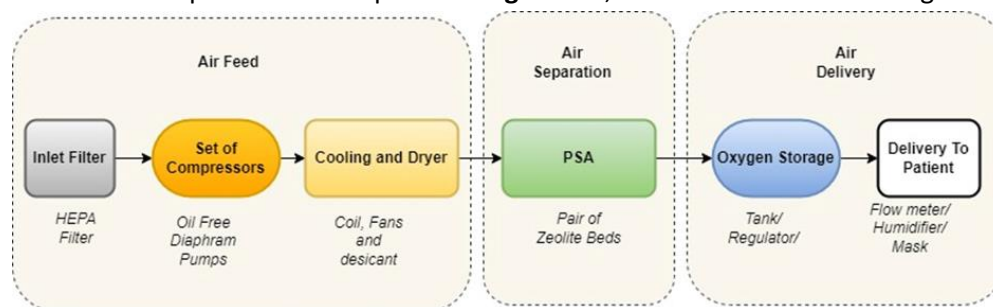 Air Feed
Air
Separation
Air
Delivery
Inlet Filter
Set of
Compressors
Cooling and Dryer
PSA
Oxygen Storage
Delivery To
Patient
HEPA
Filter
Oil Free
Diaphram
Pumps
Coil, Fans
and
desicant
Pair of
Zeolite Beds
Tank/
Regulator/
Flow meter/
Humidifier/
Mask